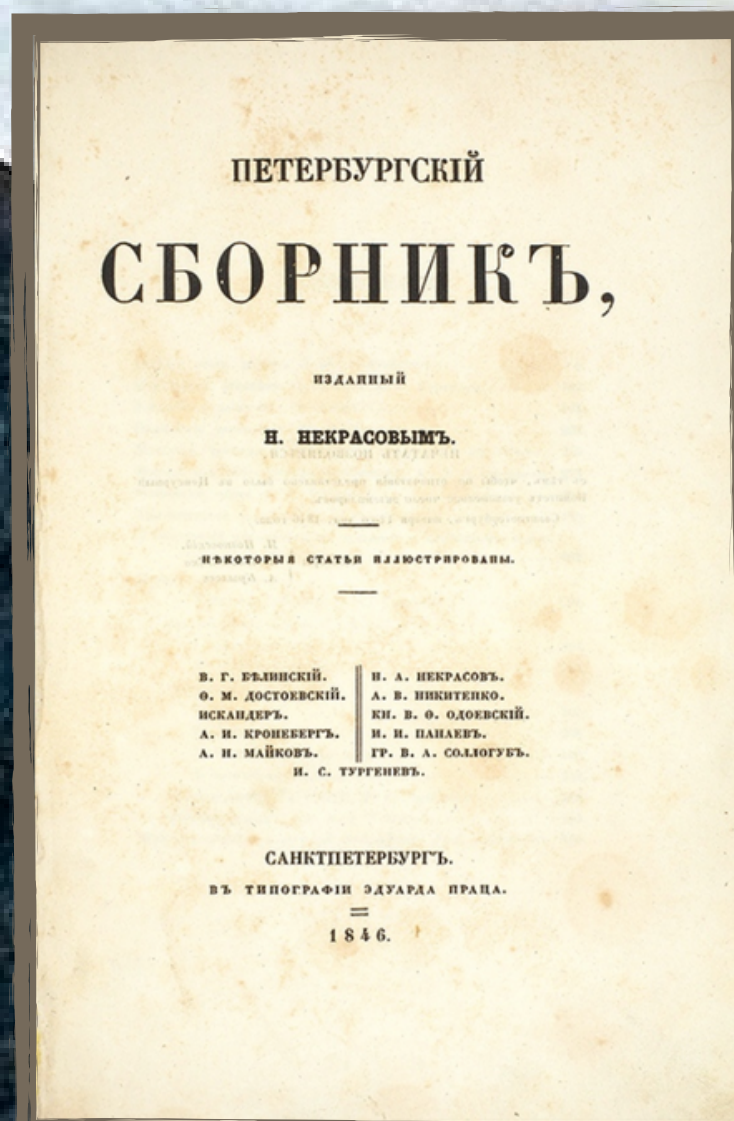 ПЕТЕРБУРГСКІЙ
СБОРНИКЪ,
ИЗДАННЫЙ
Н. НЕКРАСОВЫМЪ.
НѢКОТОРЫЯ СТАТЬИ ИЛЛЮСТРИРОВАНЫ.
В. Г. БѢЛИНСКІЙ.
Ѳ. М. ДОСТОЕВСКІЙ.
ИСКАНДЕРЪ.
А. И. КРОНЕБЕРГЪ.
А. Н. МАЙКОВЪ.
Н. А. НЕКРАСОВЪ.
А. В. НИКИТЕНКО.
КН. В. Ѳ. ОДОЕВСКІЙ.
И. И. ПАНАЕВЪ.
ГР. В. А. СОЛЛОГУБЪ.
И. С. ТУРГЕНЕВЪ.
САНКТПЕТЕРБУРГЪ.
ВЪ ТИПОГРАФІИ ЭДУАРДА ПРАЦА.
1846.